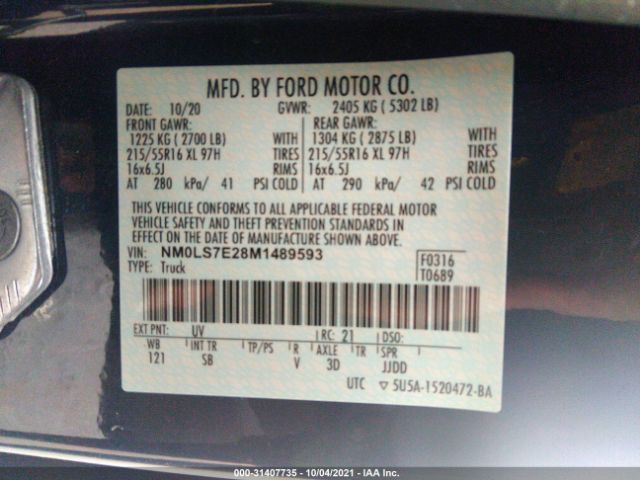 MFD. BY FORD MOTOR CO.
DATE: 10/20 GVWR: 2405 KG ( 5302 LB)
FRONT GAWR: REAR GAWR:
1225 KG ( 2700 LB) WITH 1304 KG ( 2875 LB) WITH
215/55R16 XL 97H TIRES 215/55R16 XL 97H TIRES
16x6.5J RIMS 16x6.5J RIMS
AT 280 kPa/ 41 PSI COLD AT 290 kPa/ 42 PSI COLD
THIS VEHICLE CONFORMS TO ALL APPLICABLE FEDERAL MOTOR
VEHICLE SAFETY AND THEFT PREVENTION STANDARDS IN
EFFECT ON THE DATE OF MANUFACTURE SHOWN ABOVE.
VIN: NM0LS7E28M1489593 F0316
TYPE: Truck T0689
EXT PNT: UV RC: 21 DSO:
WB INT TR TP/PS R AXLE TR SPR
121 SB V 3D JJDD
UTC ▽ 5U5A-1520472-BA
000-31407735 - 10/04/2021 - IAA Inc.